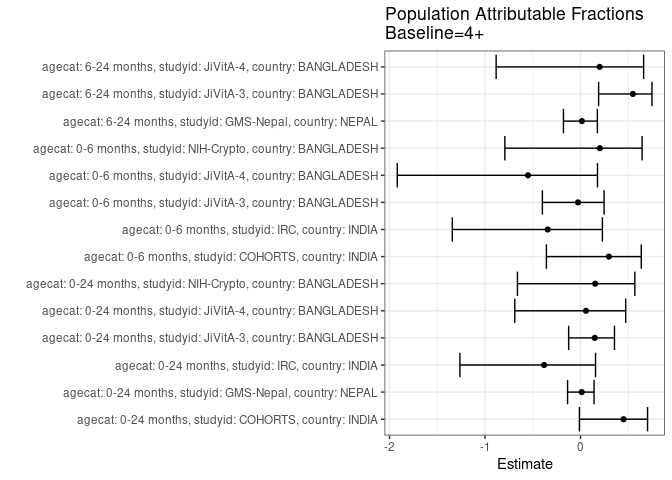 Population Attributable Fractions
Baseline=4+
agecat: 6-24 months, studyid: JiVitA-4, country: BANGLADESH
agecat: 6-24 months, studyid: JiVitA-3, country: BANGLADESH
agecat: 6-24 months, studyid: GMS-Nepal, country: NEPAL
agecat: 0-6 months, studyid: NIH-Crypto, country: BANGLADESH
agecat: 0-6 months, studyid: JiVitA-4, country: BANGLADESH
agecat: 0-6 months, studyid: JiVitA-3, country: BANGLADESH
agecat: 0-6 months, studyid: IRC, country: INDIA
agecat: 0-6 months, studyid: COHORTS, country: INDIA
agecat: 0-24 months, studyid: NIH-Crypto, country: BANGLADESH
agecat: 0-24 months, studyid: JiVitA-4, country: BANGLADESH
agecat: 0-24 months, studyid: JiVitA-3, country: BANGLADESH
agecat: 0-24 months, studyid: IRC, country: INDIA
agecat: 0-24 months, studyid: GMS-Nepal, country: NEPAL
agecat: 0-24 months, studyid: COHORTS, country: INDIA
-2 -1 0
Estimate